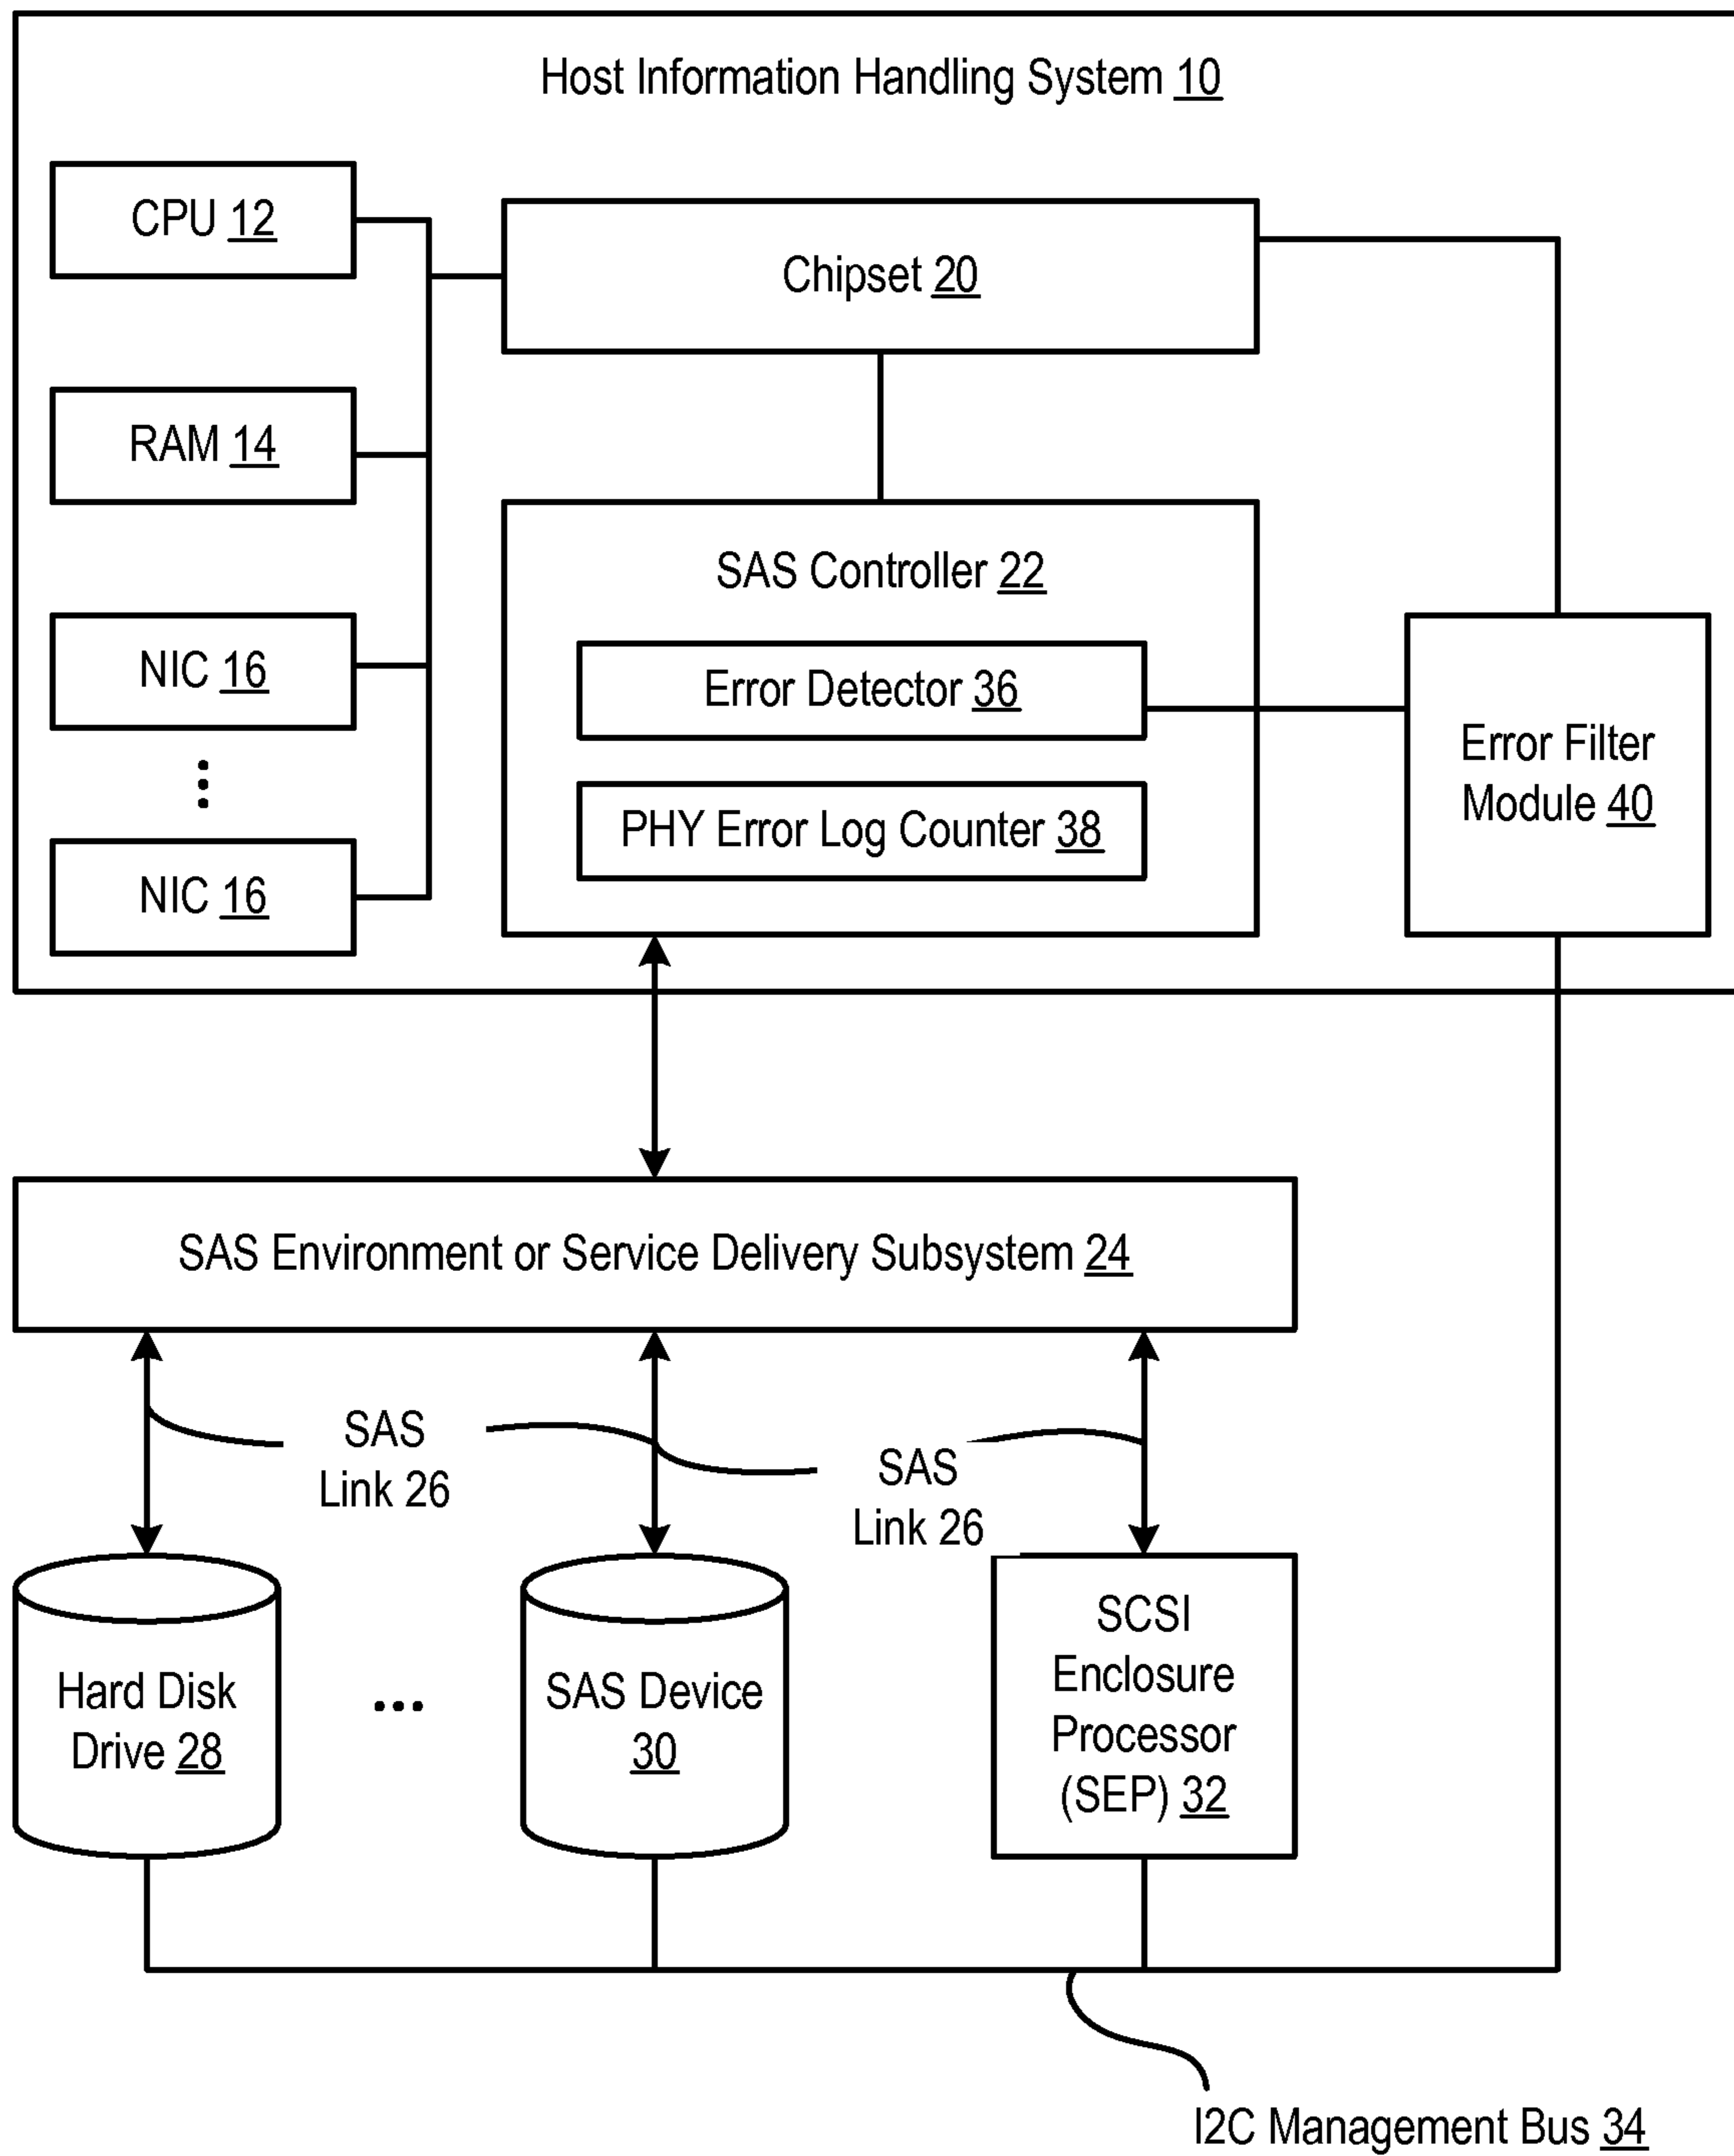 Host Information Handling System 10
CPU 12
Chipset 20
RAM 14
SAS Controller 22
NIC 16
Error Detector 36
Error Filter
Module 40
PHY Error Log Counter 38
NIC 16
SAS Environment or Service Delivery Subsystem 24
SAS
Link 26
SAS
Link 26
Hard Disk
Drive 28
SAS Device
30
SCSI
Enclosure
Processor
(SEP) 32
I2C Management Bus 34